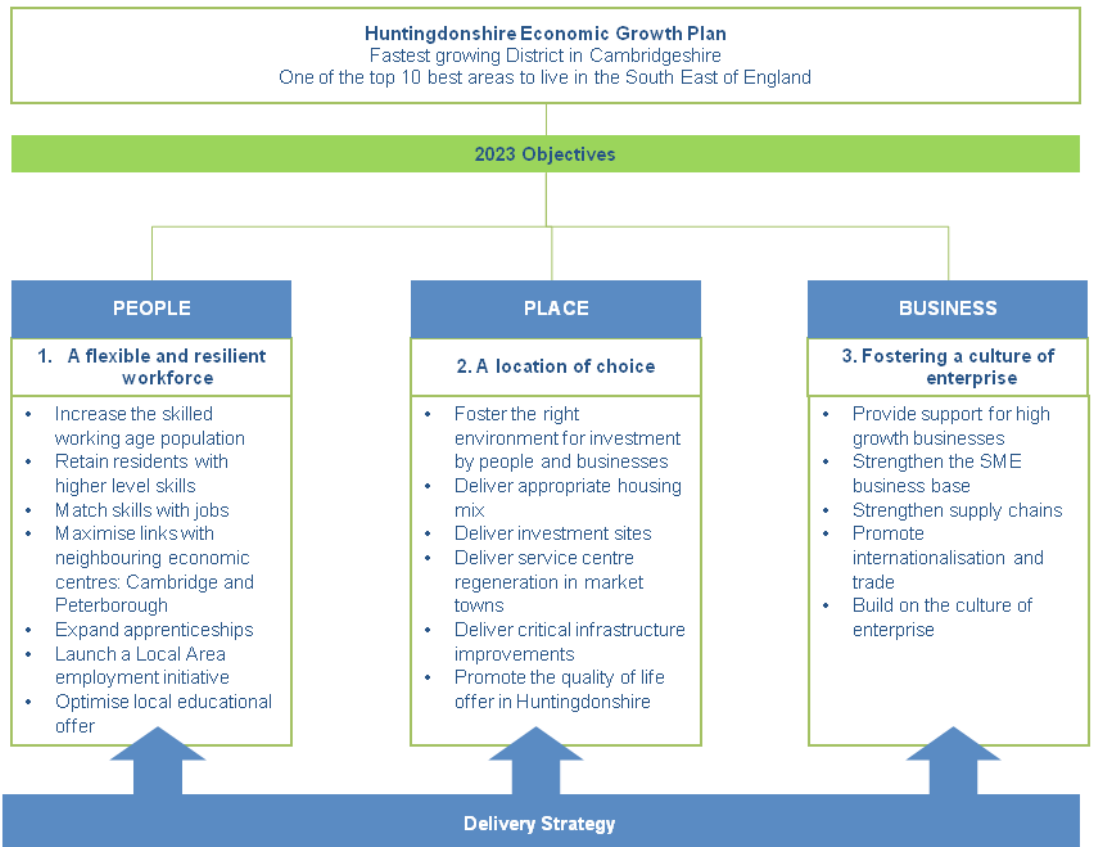 Huntingdonshire Economic Growth Plan
Fastest growing District in Cambridgeshire
One of the top 10 best areas to live in the South East of England
2023 Objectives
PEOPLE
1. A flexible and resilient
workforce
• Increase the skilled
working age population
• Retain residents with
higher level skills
• Match skills with jobs
• Maximise links with
neighbouring economic
centres: Cambridge and
Peterborough
• Expand apprenticeships
• Launch a Local Area
employment initiative
• Optimise local educational
offer
PLACE
2. A location of choice
• Foster the right
environment for investment
by people and businesses
• Deliver appropriate housing
mix
• Deliver investment sites
• Deliver service centre
regeneration in market
towns
• Deliver critical infrastructure
improvements
• Promote the quality of life
offer in Huntingdonshire
BUSINESS
3. Fostering a culture of
enterprise
• Provide support for high
growth businesses
• Strengthen the SME
business base
• Strengthen supply chains
• Promote
internationalisation and
trade
• Build on the culture of
enterprise
Delivery Strategy